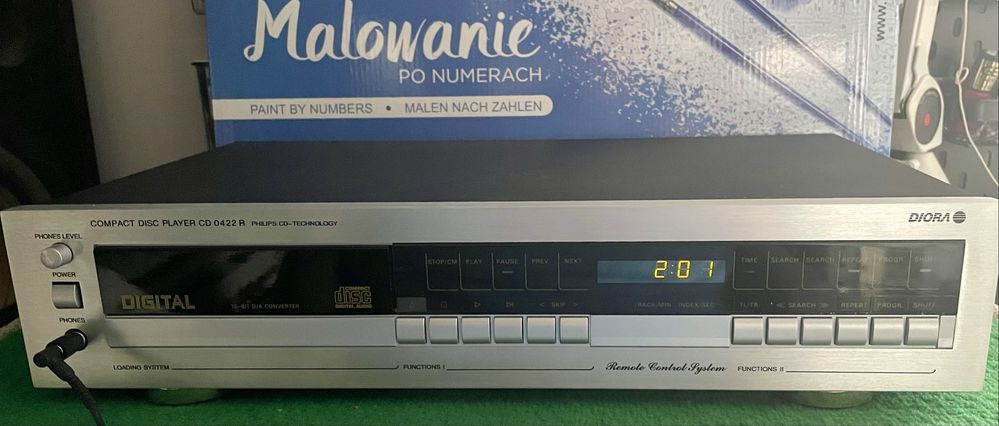 Malowanie
PO NUMERACH
PAINT BY NUMBERS • MALEN NACH ZAHLEN
WWW
COMPACT DISC PLAYER CD 0422 R PHILIPS CD-TECHNOLOGY
DIORA
PHONES LEVEL
POWER
PHONES
STOP/CM PLAY PAUSE PREV. NEXT
2:01
TIME SEARCH SEARCH REPEAT PROGR. SHUFF.
DIGITAL
16-BIT D/A CONVERTER
COMPACT
disc
DIGITAL AUDIO
< SKIP >
TRACK/MIN INDEX/SEC
TI/TR. ≪ SEARCH ≫ REPEAT PROGR. SHUFF.
LOADING SYSTEM
FUNCTIONS I
Remote Control System
FUNCTIONS II